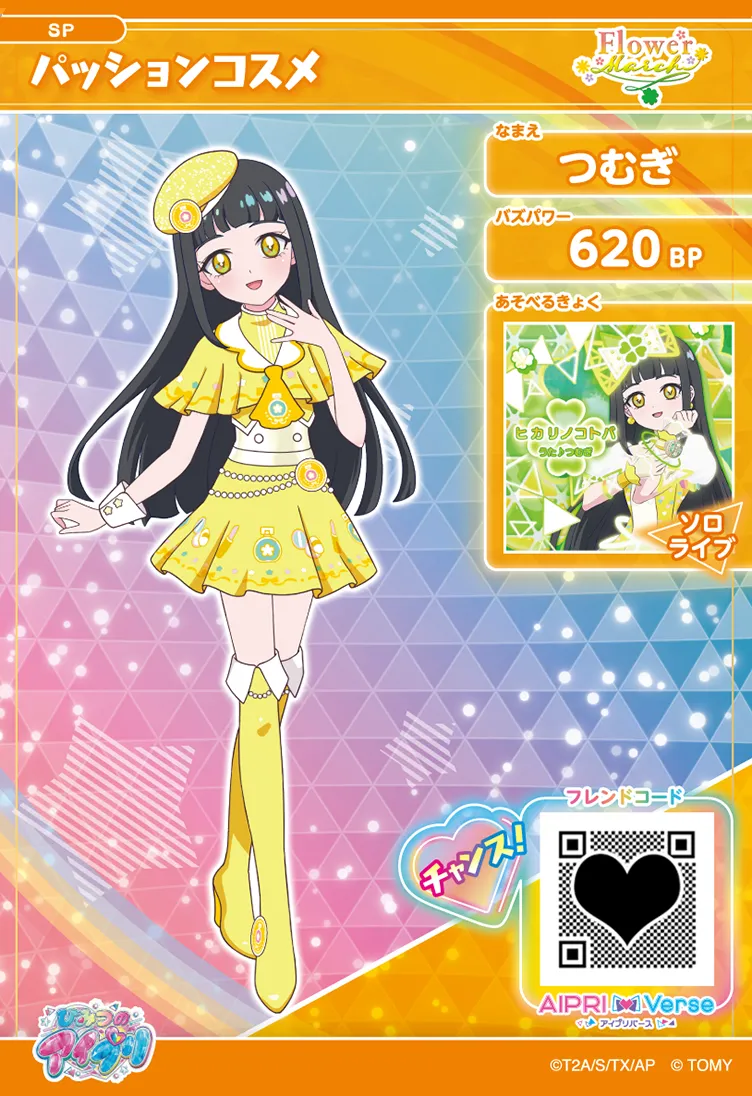 SP
パッションコスメ
Flower
March
なまえ
つむぎ
バズパワー
620 BP
あそべるきょく
ヒカリノコトバ
うた♪つむぎ
ソロ
ライブ
フレンドコード
チャンス!
AIPRI Verse
アイプリバース
ひみつの
アイプリ
©T2A/S/TX/AP © TOMY